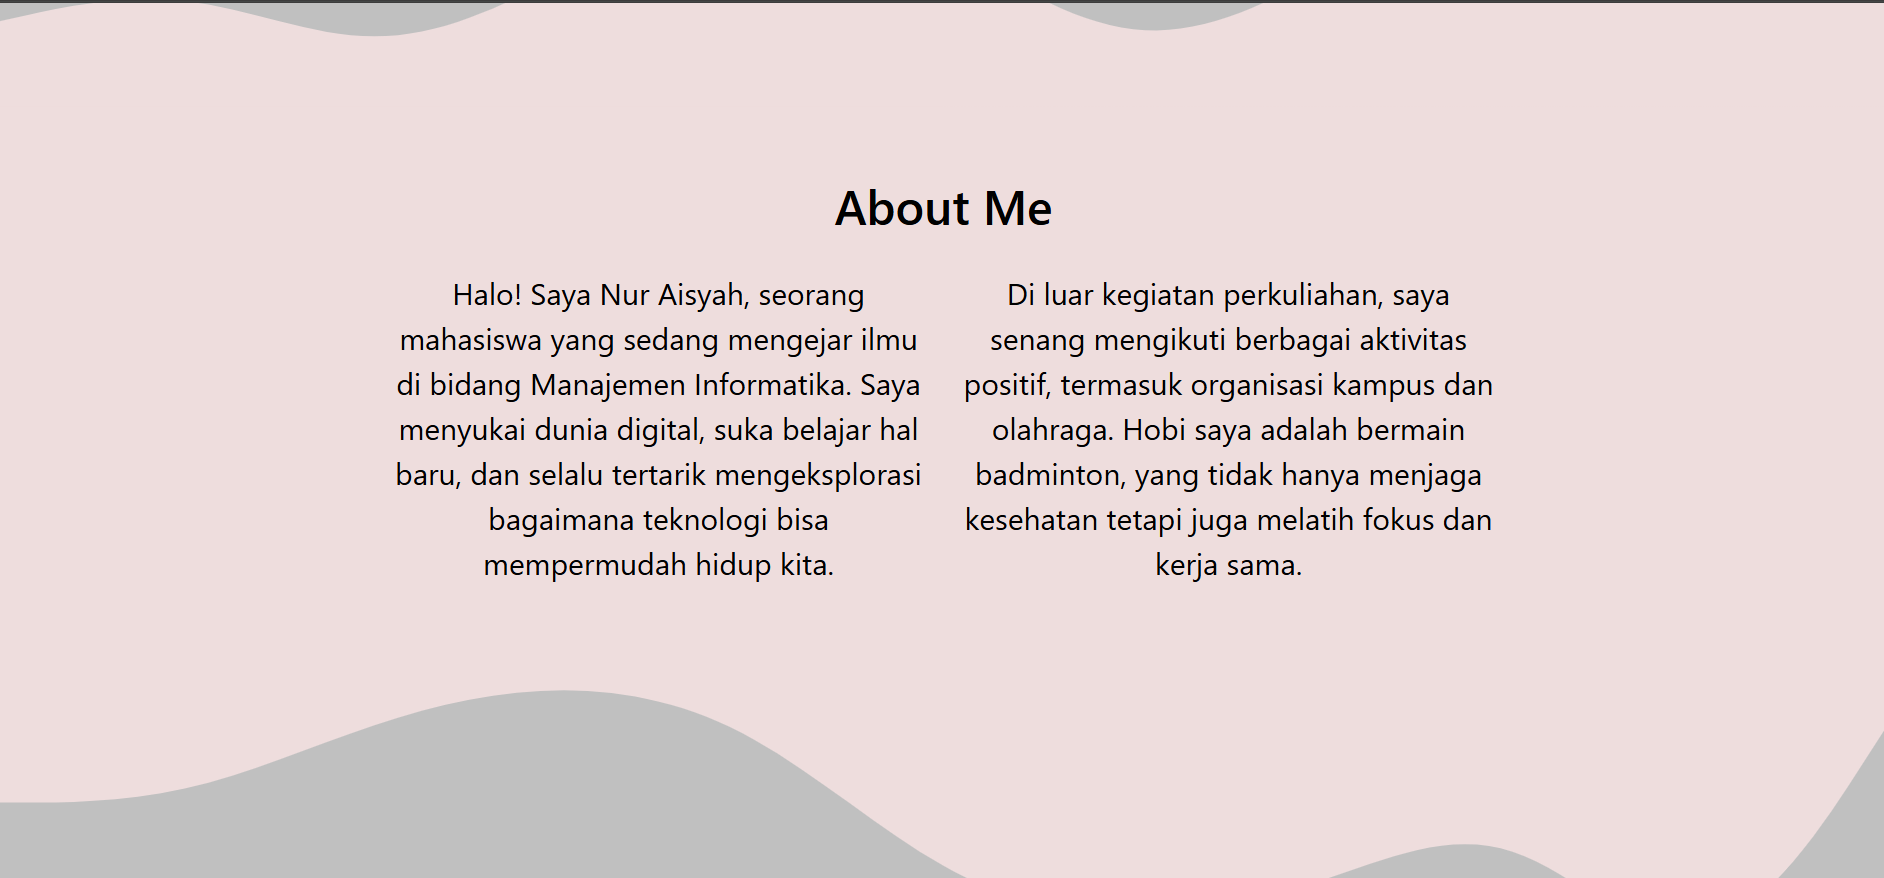 About Me
Halo! Saya Nur Aisyah, seorang
mahasiswa yang sedang mengejar ilmu
di bidang Manajemen Informatika. Saya
menyukai dunia digital, suka belajar hal
baru, dan selalu tertarik mengeksplorasi
bagaimana teknologi bisa
mempermudah hidup kita.
Di luar kegiatan perkuliahan, saya
senang mengikuti berbagai aktivitas
positif, termasuk organisasi kampus dan
olahraga. Hobi saya adalah bermain
badminton, yang tidak hanya menjaga
kesehatan tetapi juga melatih fokus dan
kerja sama.